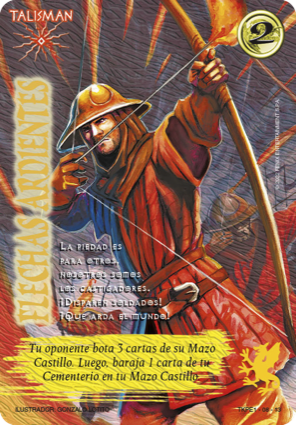 TALISMAN
2
FLECHAS ARDIENTES
LA PIEDAD ES
PARA OTROS,
NOSOTROS SOMOS
LOS CASTIGADORES.
¡DISPAREN SOLDADOS!
¡QUE ARDA EL MUNDO!
Tu oponente bota 3 cartas de su Mazo
Castillo. Luego, baraja 1 carta de tu
Cementerio en tu Mazo Castillo.
ILUSTRADOR: GONZALO